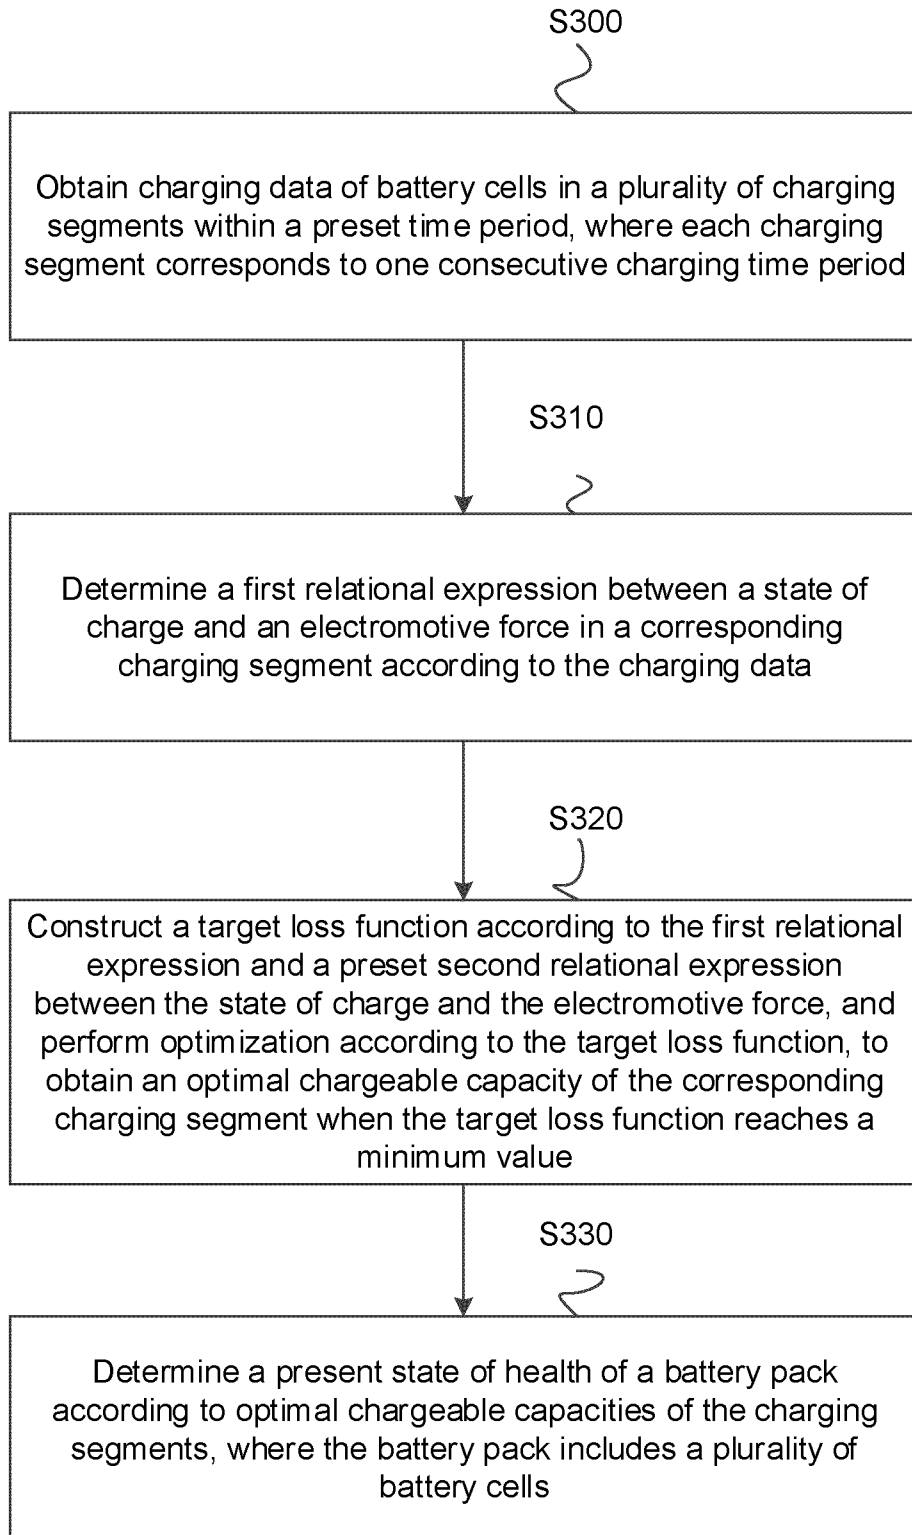 S300
Obtain charging data of battery cells in a plurality of charging
segments within a preset time period, where each charging
segment corresponds to one consecutive charging time period
S310
Determine a first relational expression between a state of
charge and an electromotive force in a corresponding
charging segment according to the charging data
S320
Construct a target loss function according to the first relational
expression and a preset second relational expression
between the state of charge and the electromotive force, and
perform optimization according to the target loss function, to
obtain an optimal chargeable capacity of the corresponding
charging segment when the target loss function reaches a
minimum value
S330
Determine a present state of health of a battery pack
according to optimal chargeable capacities of the charging
segments, where the battery pack includes a plurality of
battery cells